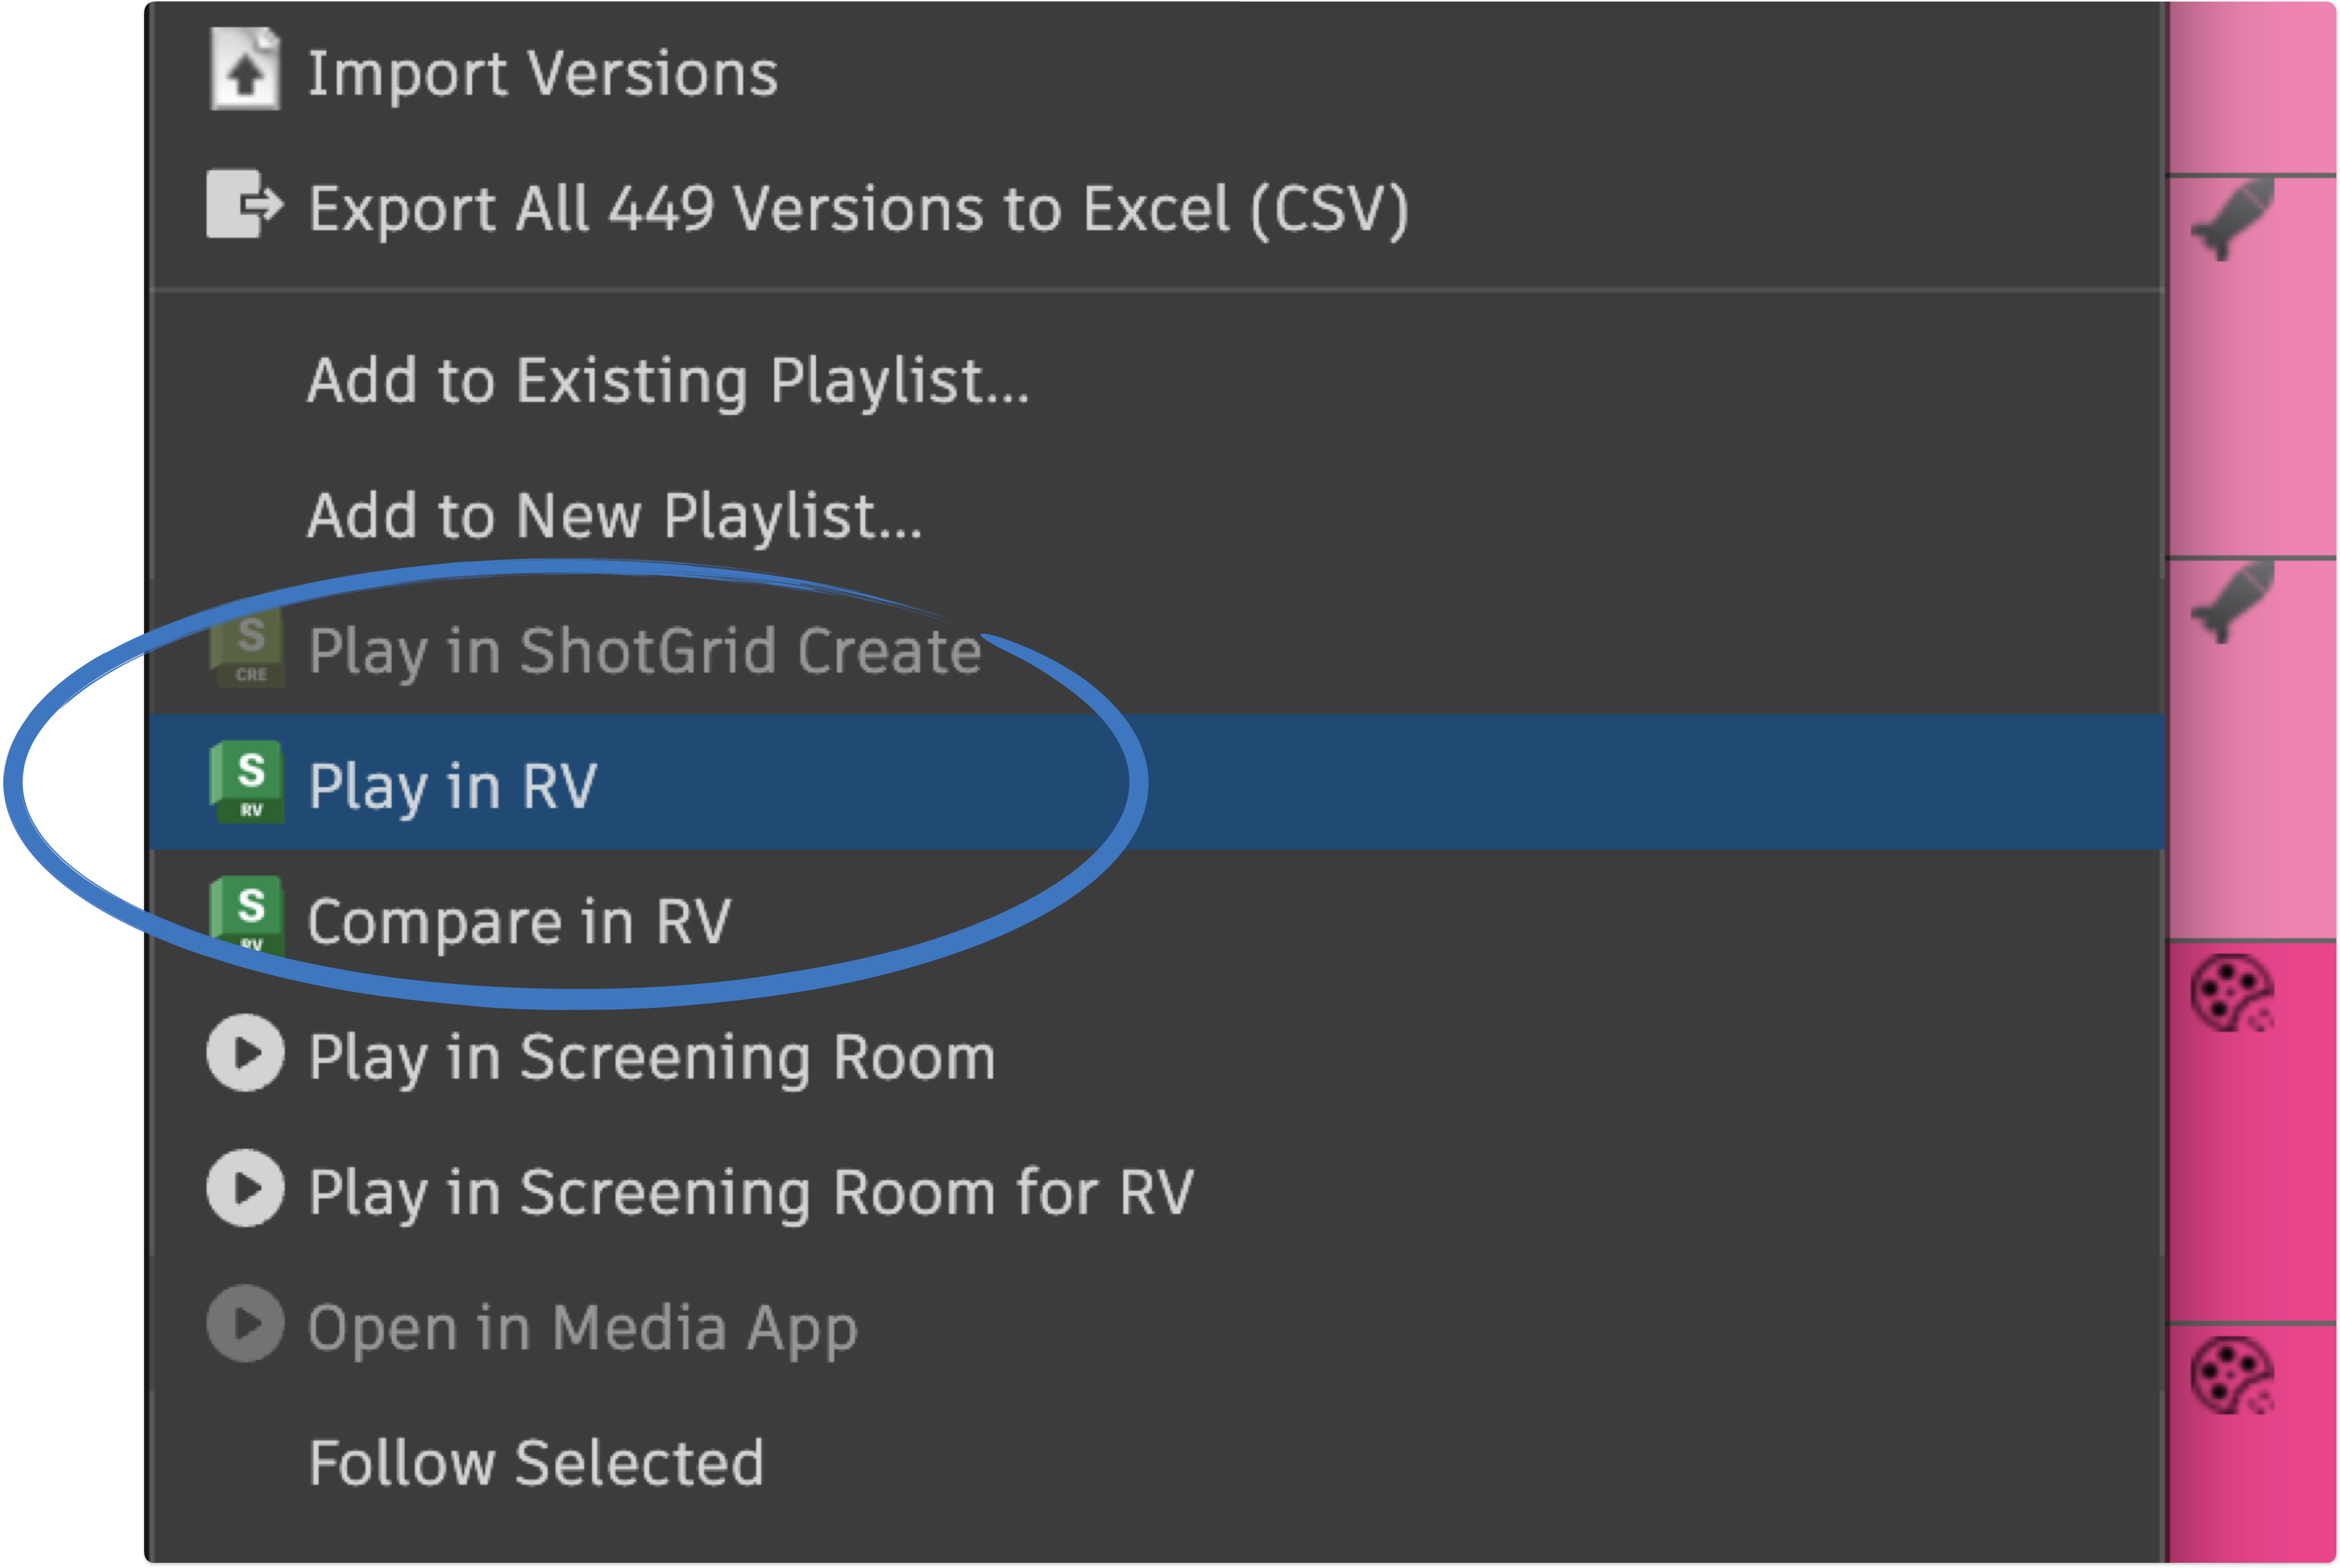 Import Versions
Export All 449 Versions to Excel (CSV)
Add to Existing Playlist...
Add to New Playlist...
S
CRE
Play in ShotGrid Create
S
RV
Play in RV
S
RV
Compare in RV
Play in Screening Room
Play in Screening Room for RV
Open in Media App
Follow Selected